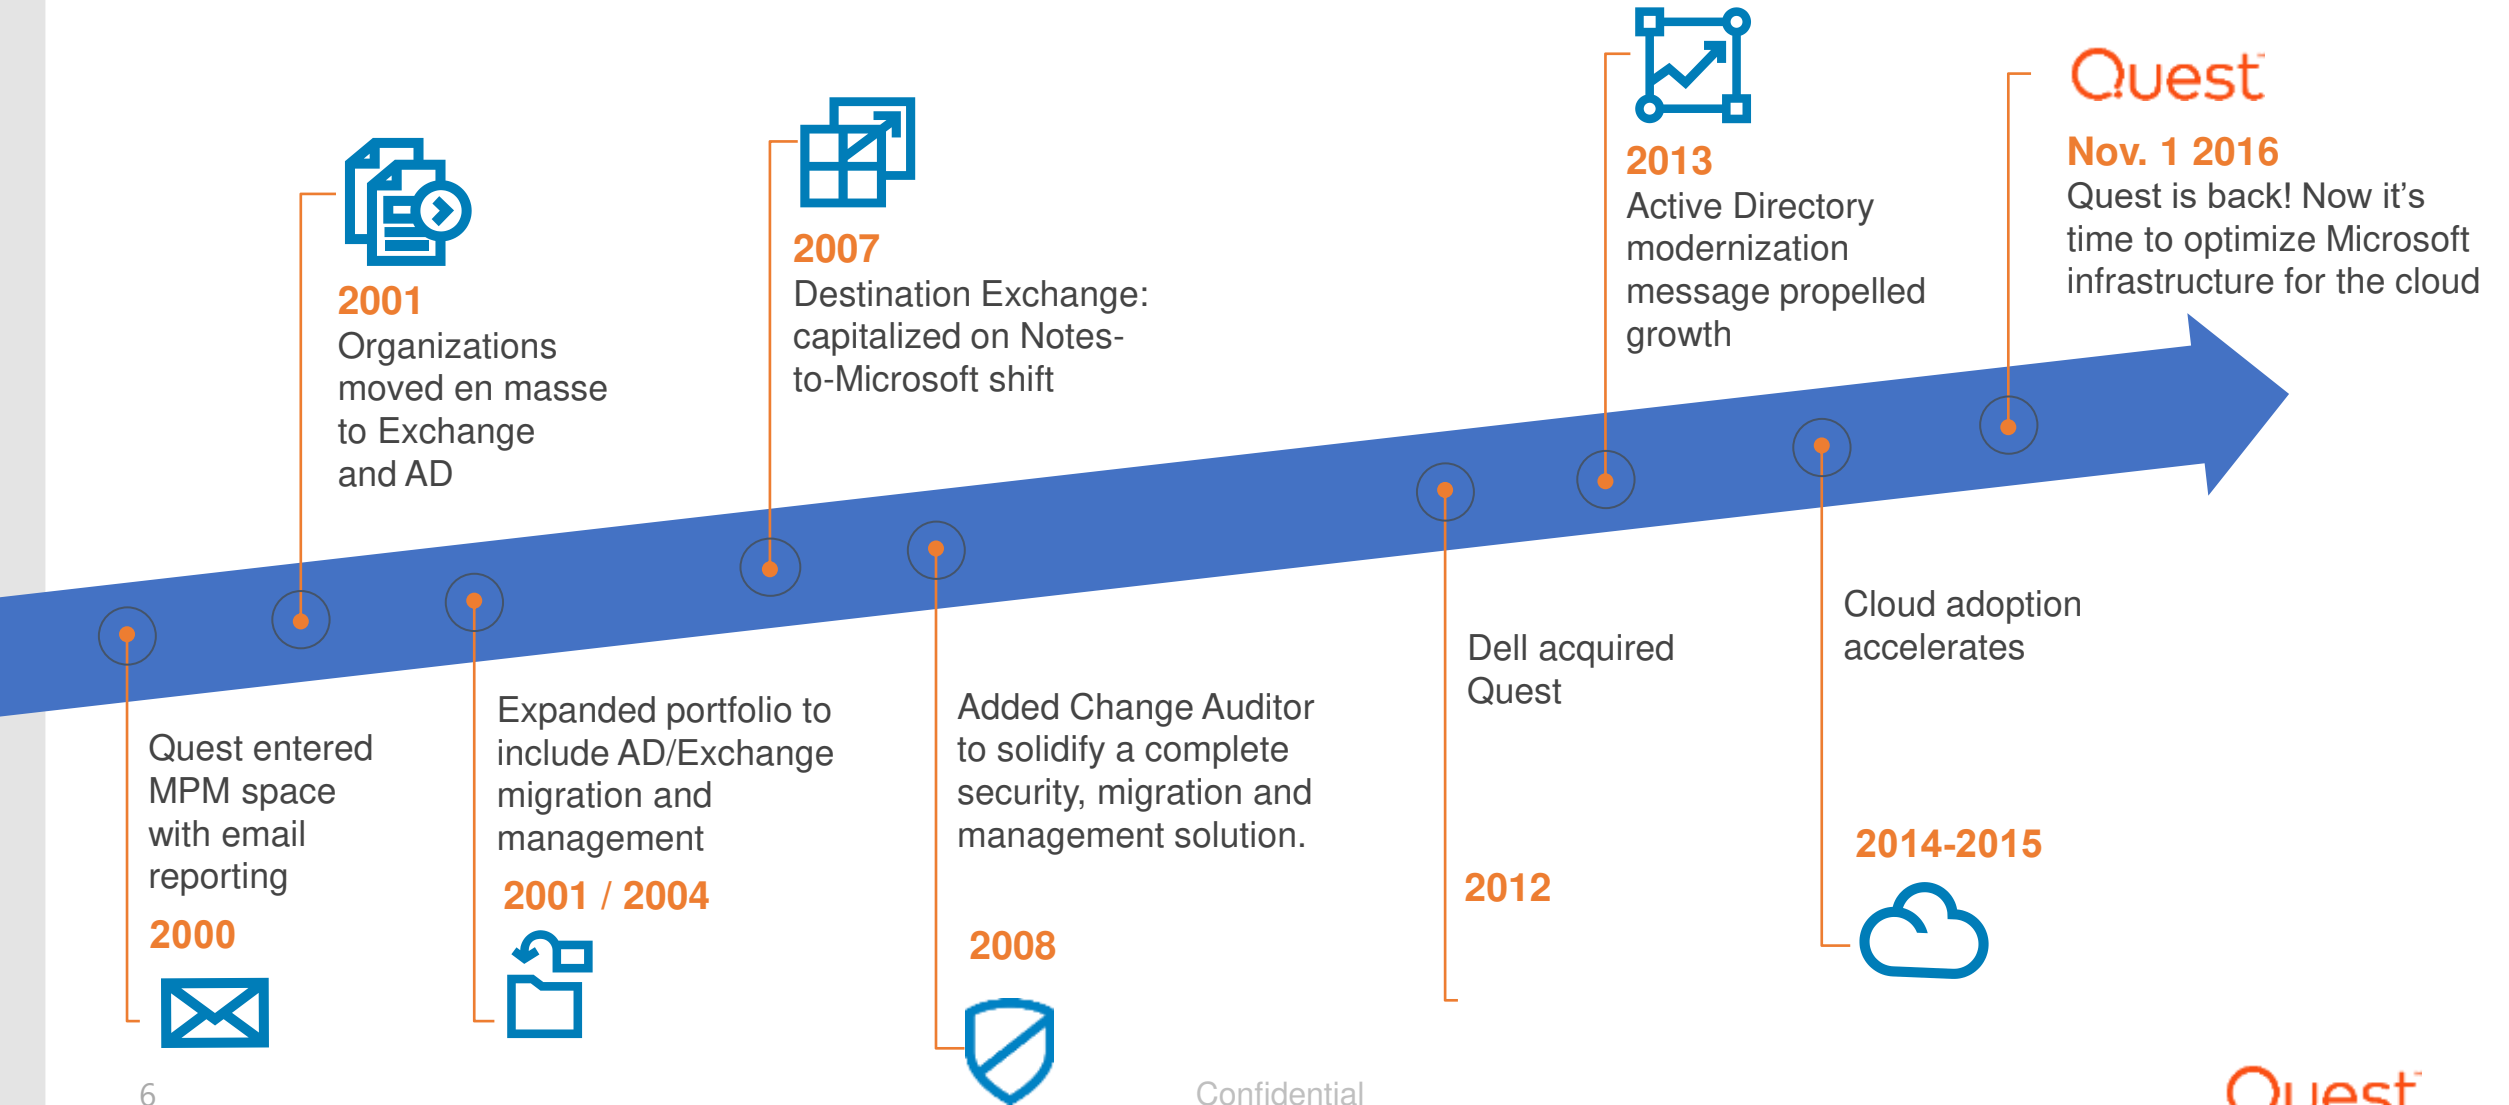 Quest
Nov. 1 2016
Quest is back! Now it’s
time to optimize Microsoft
infrastructure for the cloud
2013
Active Directory
modernization
message propelled
growth
2007
Destination Exchange:
capitalized on Notes-
to-Microsoft shift
2001
Organizations
moved en masse
to Exchange
and AD
Quest entered
MPM space
with email
reporting
2000
Expanded portfolio to
include AD/Exchange
migration and
management
2001 / 2004
Added Change Auditor
to solidify a complete
security, migration and
management solution.
2008
Dell acquired
Quest
2012
Cloud adoption
accelerates
2014-2015
6
Confidential
Quest